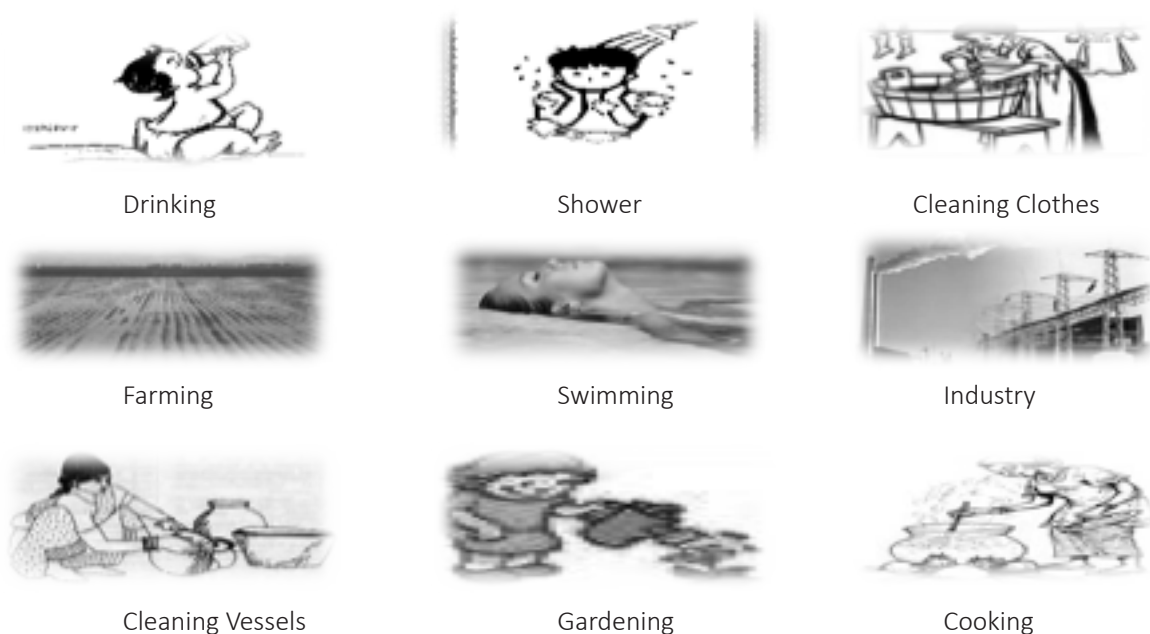 Drinking
Shower
Cleaning Clothes
Farming
Swimming
Industry
Cleaning Vessels
Gardening
Cooking